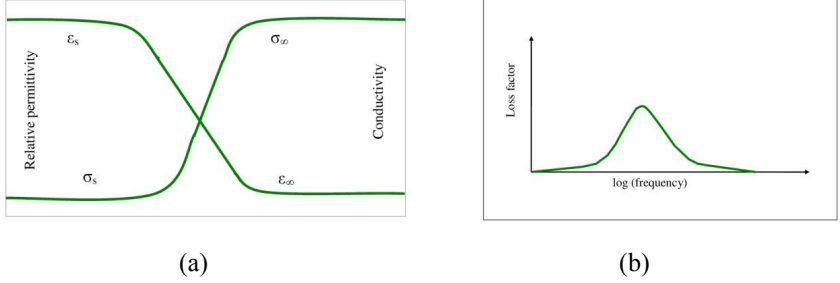 εs
σ∞
Relative permittivity
Conductivity
σs
ε∞
(a)
Loss factor
log (frequency)
(b)